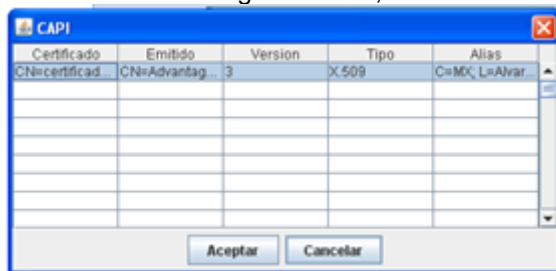 CAPI
Certificado Emitido Version Tipo Alias
CN=certificad... CN=Advantag... 3 X.509 C=MX; L=Alvar...
Aceptar Cancelar